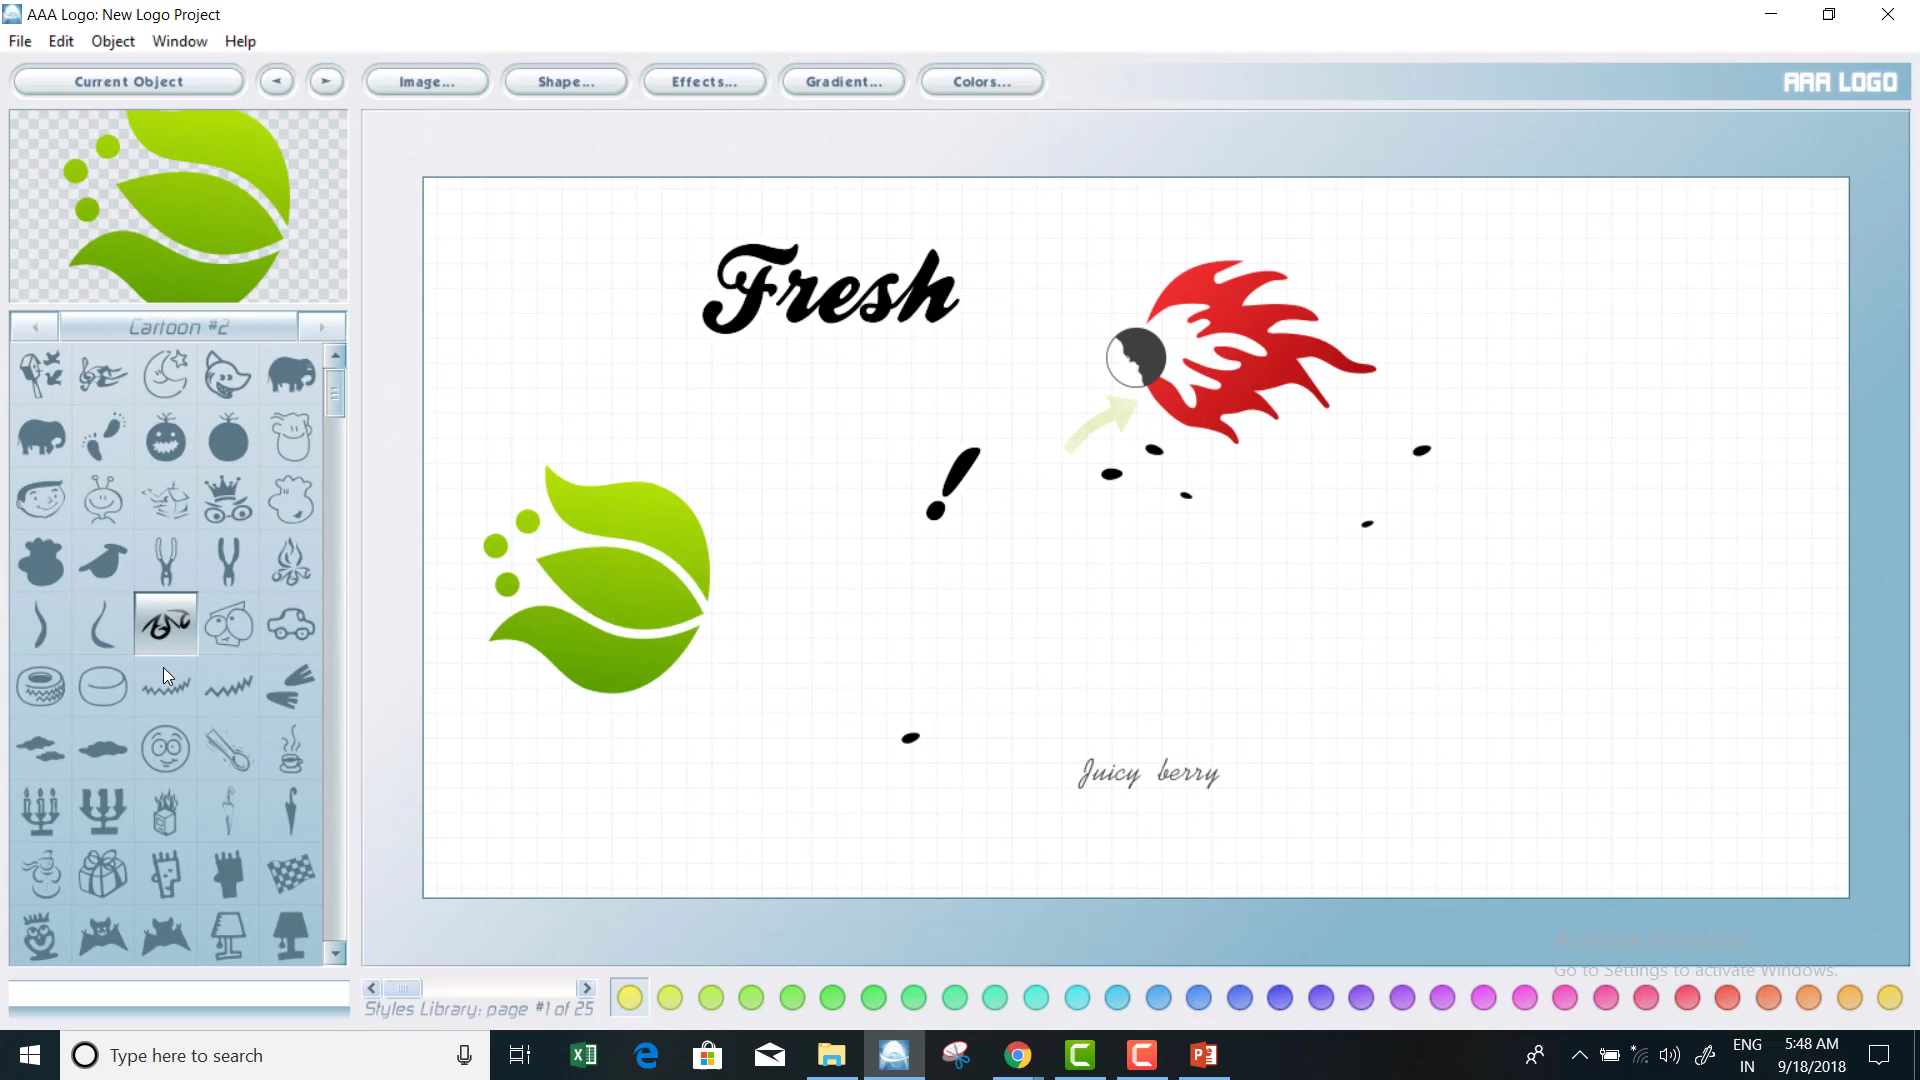 AAA Logo: New Logo Project
File Edit Object Window Help
Current Object
Image...
Shape...
Effects...
Gradient...
Colors...
AAA LOGO
Cartoon #2
Fresh
!
Juicy berry
Activate Windows
Go to Settings to activate Windows.
Styles Library: page #1 of 25
Type here to search
ENG
IN
5:48 AM
9/18/2018